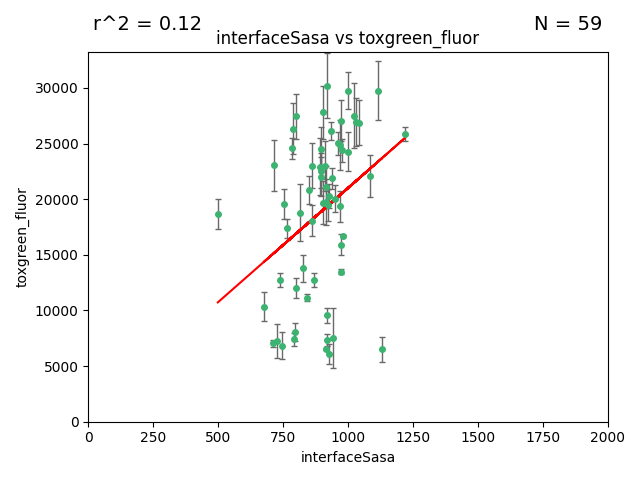 r^2 = 0.12
N = 59
interfaceSasa vs toxgreen_fluor
30000
25000
20000
15000
10000
5000
0
toxgreen_fluor
0 250 500 750 1000 1250 1500 1750 2000
interfaceSasa